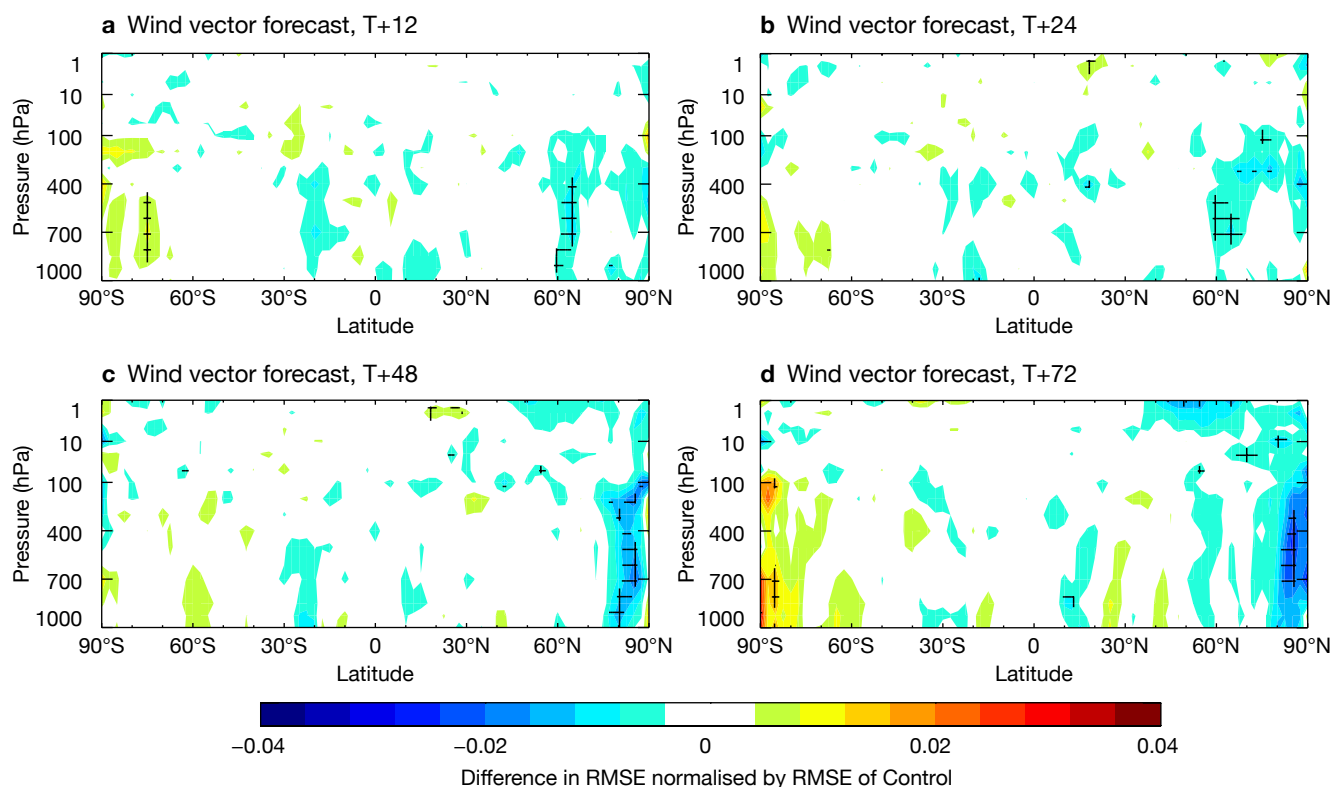 a Wind vector forecast, T+12
Pressure (hPa)
1
10
100
400
700
1000
90°S 60°S 30°S 0 30°N 60°N 90°N
Latitude
b Wind vector forecast, T+24
Pressure (hPa)
1
10
100
400
700
1000
90°S 60°S 30°S 0 30°N 60°N 90°N
Latitude
c Wind vector forecast, T+48
Pressure (hPa)
1
10
100
400
700
1000
90°S 60°S 30°S 0 30°N 60°N 90°N
Latitude
d Wind vector forecast, T+72
Pressure (hPa)
1
10
100
400
700
1000
90°S 60°S 30°S 0 30°N 60°N 90°N
Latitude
−0.04 −0.02 0 0.02 0.04
Difference in RMSE normalised by RMSE of Control